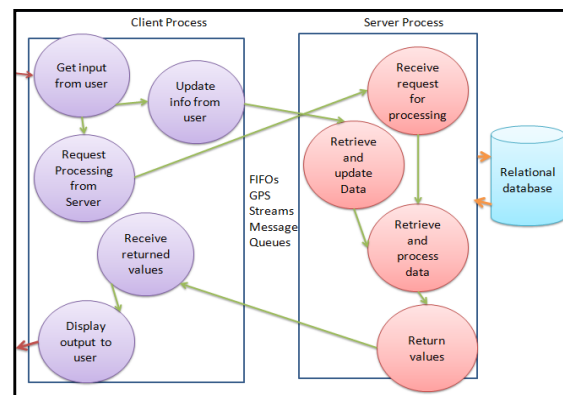 Client Process
Server Process
Get input
from user
Update
info from
user
Request
Processing
from
Server
Receive
returned
values
Display
output to
user
FIFOs
GPS
Streams
Message
Queues
Receive
request
for
processing
Retrieve
and
update
Data
Retrieve
and
process
data
Return
values
Relational
database